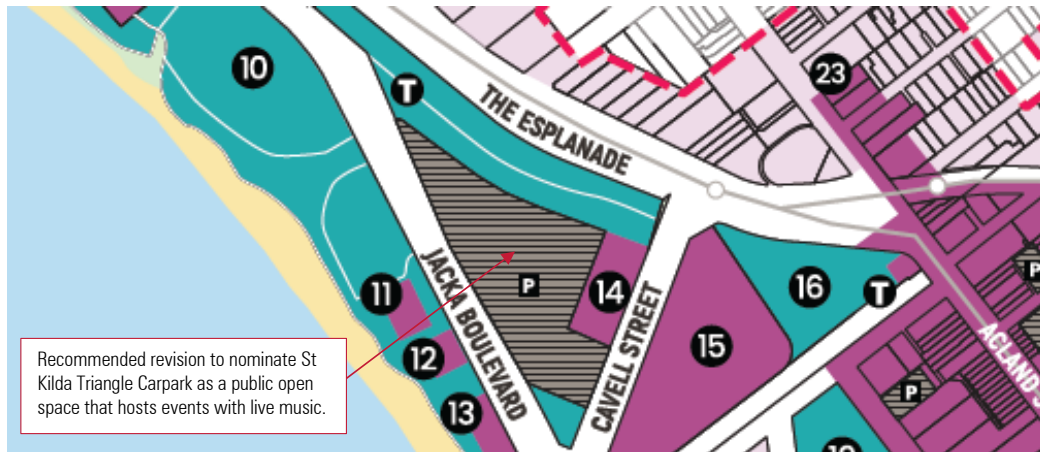 10
T
23
THE ESPLANADE
P
P
11
JACKA BOULEVARD
14
16
T
12
CAVELL STREET
15
ACLAND S
Recommended revision to nominate St
Kilda Triangle Carpark as a public open
space that hosts events with live music.
13
P